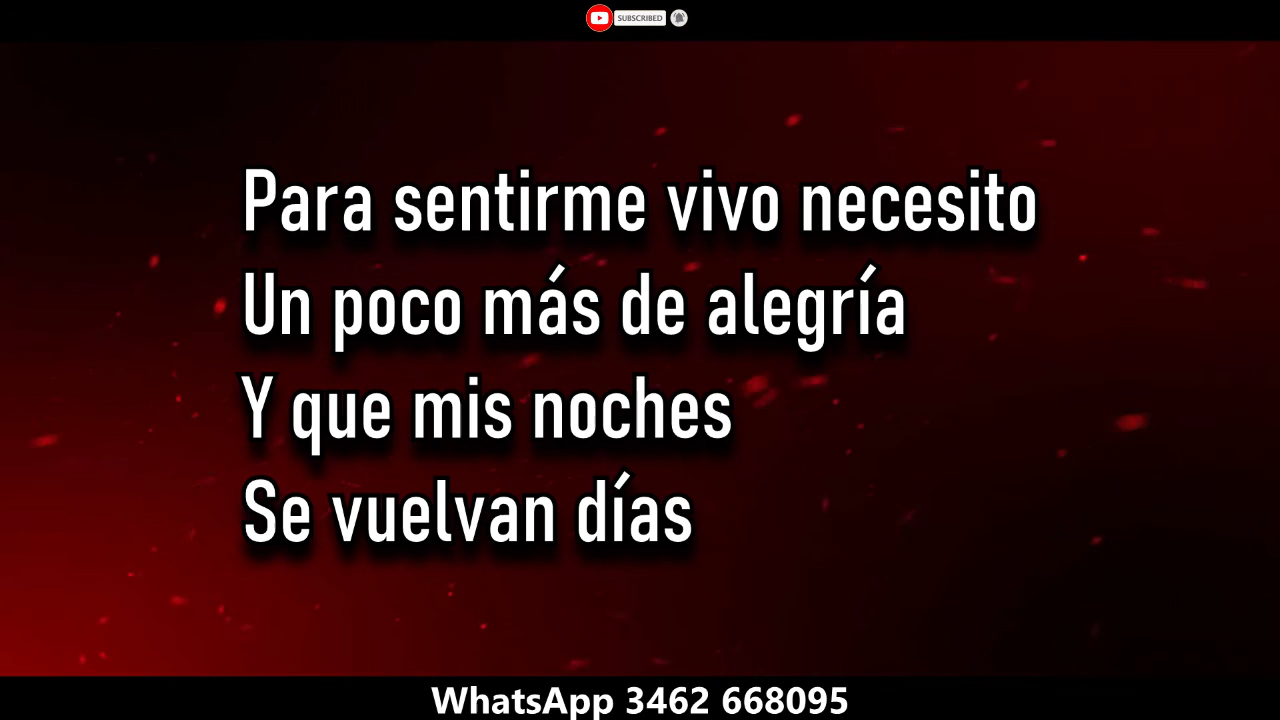 SUBSCRIBED
Para sentirme vivo necesito
Un poco más de alegría
Y que mis noches
Se vuelvan días
WhatsApp 3462 668095